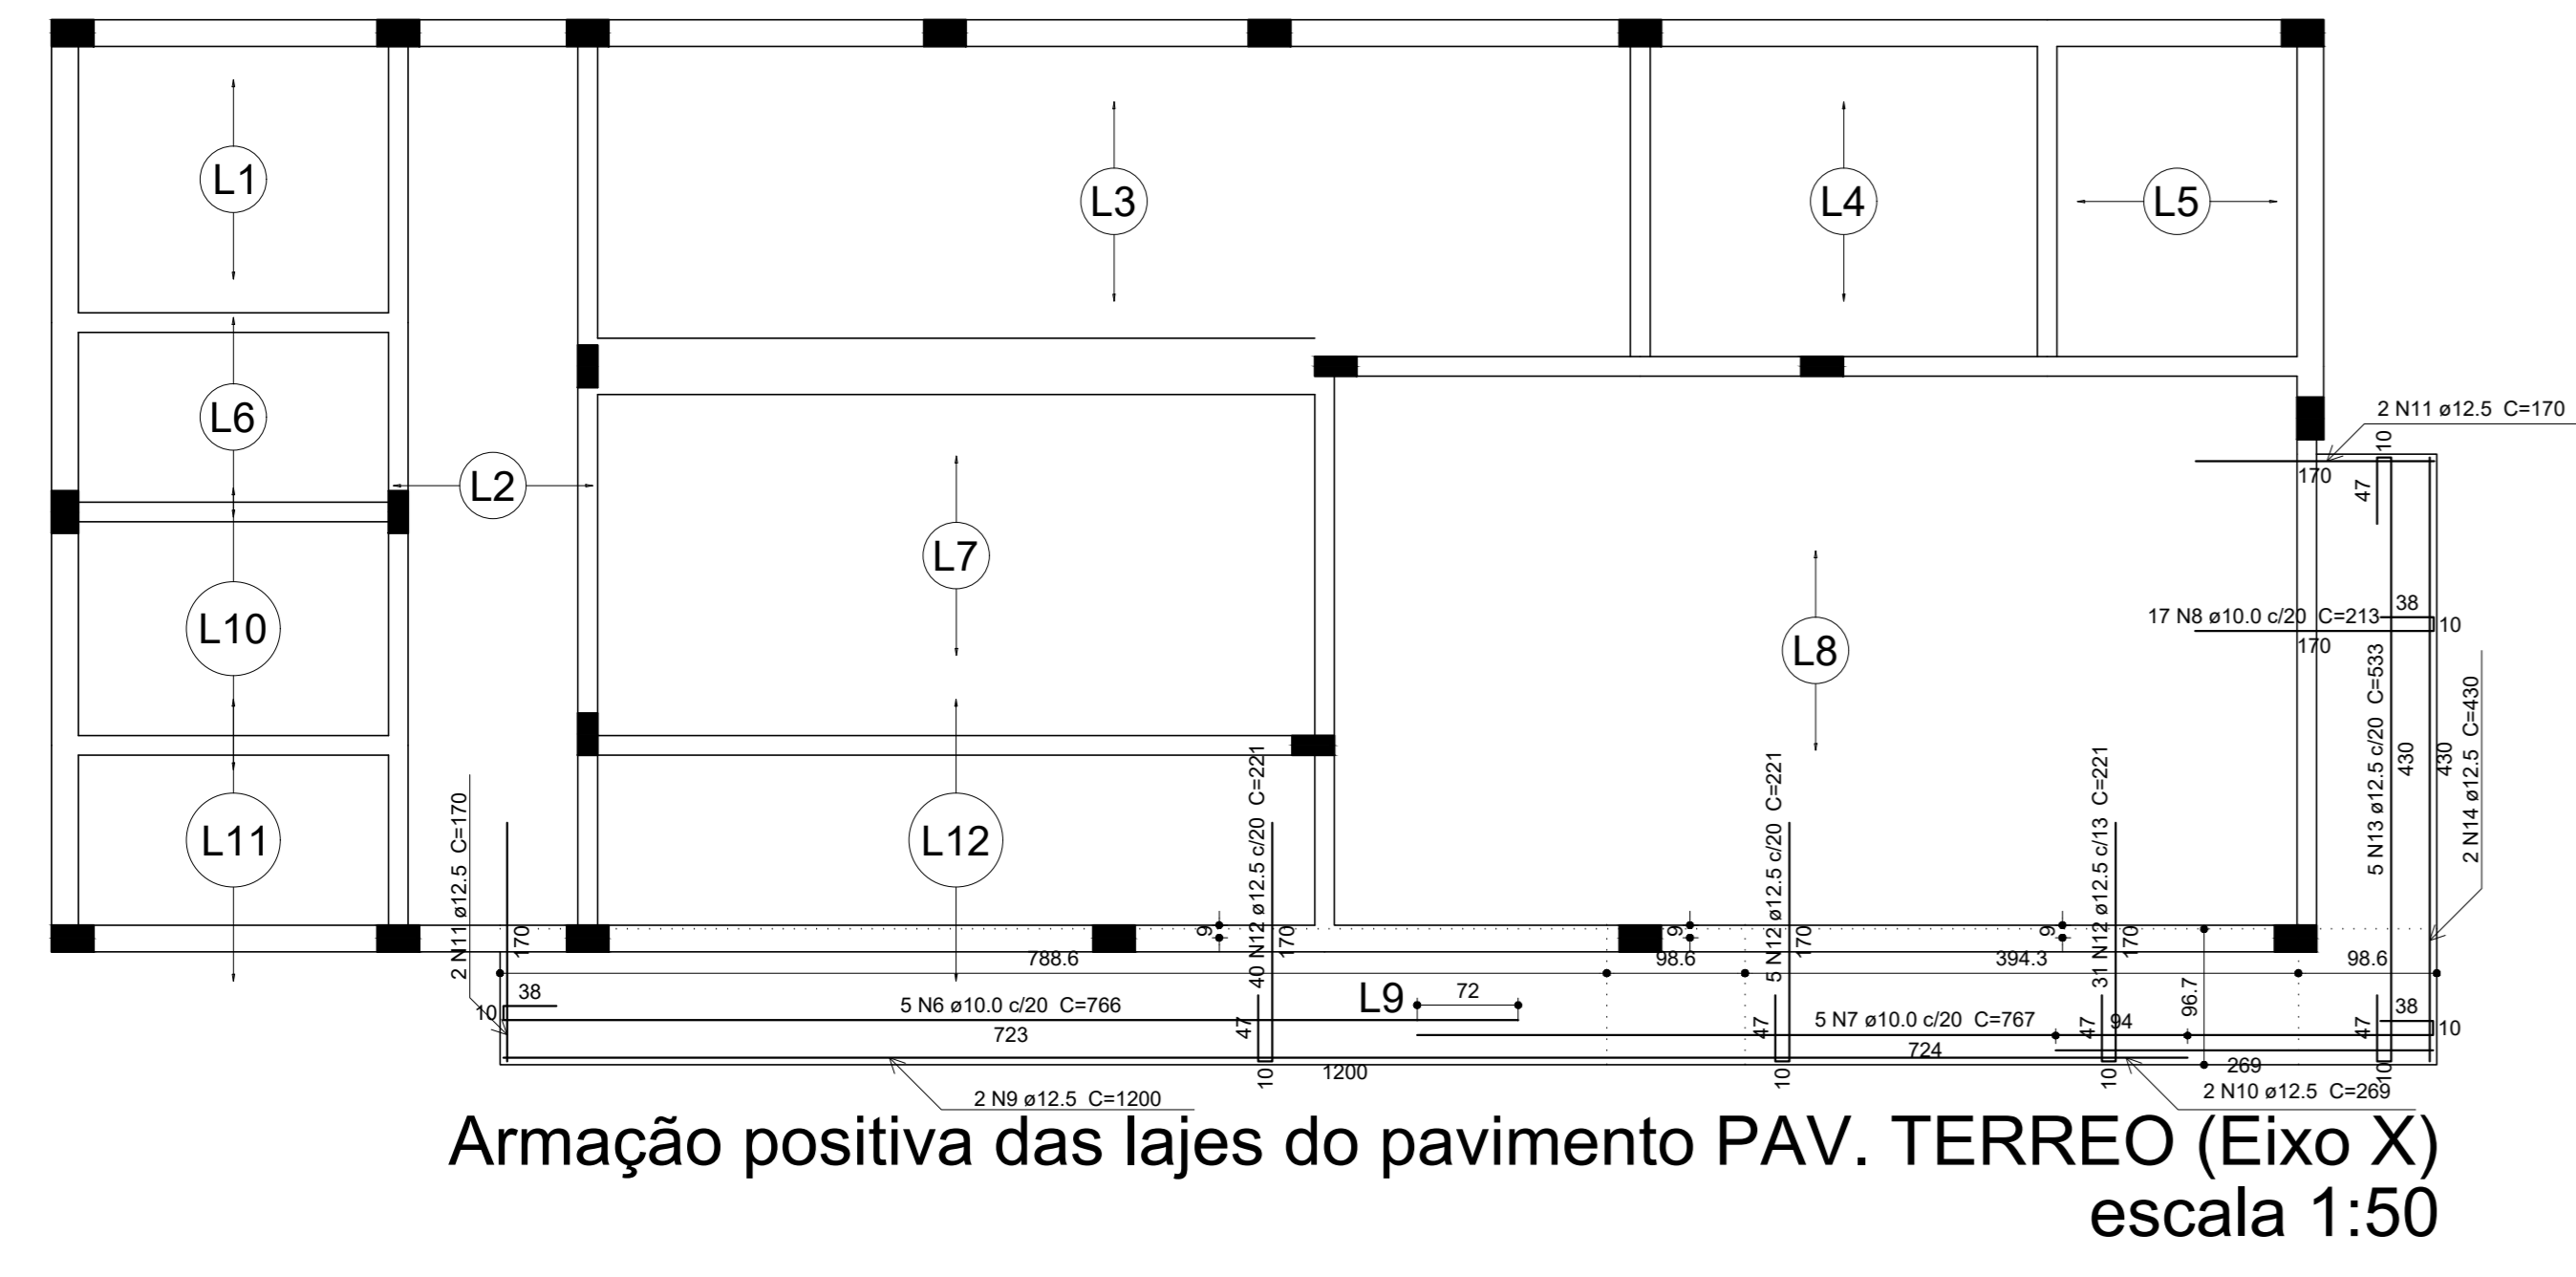 L1
L3
L4
L5
L6
L2
L7
L10
L8
L11
L12
L9
2 N11 ø12.5 C=170
170
10
47
17 N8 ø10.0 c/20 C=213
38
10
170
5 N13 ø12.5 c/20 C=533
430
430
2 N14 ø12.5 C=430
2 N11 ø12.5 C=170
170
40 N12 ø12.5 c/20 C=221
170
5 N12 ø12.5 c/20 C=221
170
31 N12 ø12.5 c/13 C=221
170
9
9
9
788.6
98.6
394.3
98.6
96.7
38
10
5 N6 ø10.0 c/20 C=766
723
72
47
47
5 N7 ø10.0 c/20 C=767
724
94
47
47
38
10
1200
269
10
10
10
10
2 N9 ø12.5 C=1200
2 N10 ø12.5 C=269
Armação positiva das lajes do pavimento PAV. TERREO (Eixo X)
escala 1:50